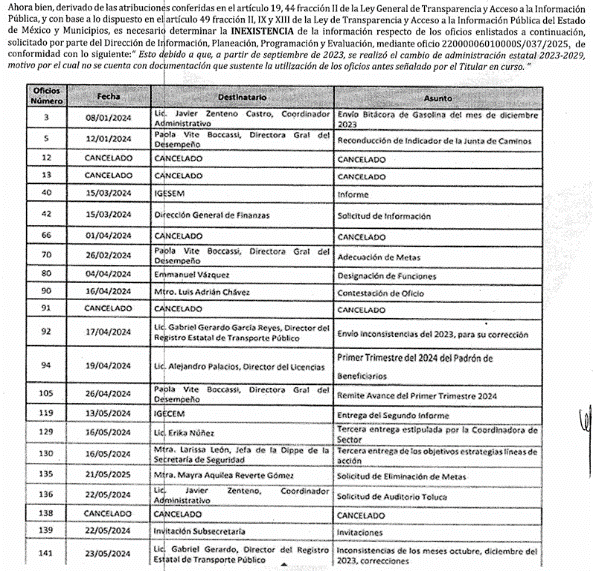 Ahora bien, derivado de las atribuciones conferidas en el artículo 19, 44 fracción II de la Ley General de Transparencia y Acceso a la Información
Pública, y con base a lo dispuesto en el artículo 49 fracción II, IX y XIII de la Ley de Transparencia y Acceso a la Información Pública del Estado
de México y Municipios, es necesario determinar la INEXISTENCIA de la información respecto de los oficios enlistados a continuación,
solicitado por parte del Dirección de Información, Planeación, Programación y Evaluación, mediante oficio 22000006010000S/037/2025, de
conformidad con lo siguiente:" Esto debido a que, a partir de septiembre de 2023, se realizó el cambio de administración estatal 2023-2029,
motivo por el cual no se cuenta con documentación que sustente la utilización de los oficios antes señalado por el Titular en curso. "
Oficios Número Fecha Destinatario Asunto
3 08/01/2024 Lic. Javier Zenteno Castro, Coordinador Administrativo Envío Bitácora de Gasolina del mes de diciembre 2023
5 12/01/2024 Paola Vite Boccassi, Directora Gral del Desempeño Reconducción de Indicador de la Junta de Caminos
12 CANCELADO CANCELADO CANCELADO
13 CANCELADO CANCELADO CANCELADO
40 15/03/2024 IGESEM Informe
42 15/03/2024 Dirección General de Finanzas Solicitud de Información
66 01/04/2024 CANCELADO CANCELADO
70 26/02/2024 Paola Vite Boccassi, Directora Gral del Desempeño Adecuación de Metas
80 04/04/2024 Emmanuel Vázquez Designación de Funciones
90 16/04/2024 Mtro. Luis Adrián Chávez Contestación de Oficio
91 CANCELADO CANCELADO CANCELADO
92 17/04/2024 Lic. Gabriel Gerardo García Reyes, Director del Registro Estatal de Transporte Público Envío Inconsistencias del 2023, para su corrección
94 19/04/2024 Lic. Alejandro Palacios, Director del Licencias Primer Trimestre del 2024 del Padrón de Beneficiarios
105 26/04/2024 Paola Vite Boccassi, Directora Gral del Desempeño Remite Avance del Primer Trimestre 2024
119 13/05/2024 IGECEM Entrega del Segundo Informe
129 16/05/2024 Lic. Erika Núñez Tercera entrega estipulada por la Coordinadora de Sector
130 16/05/2024 Mtra. Larissa León, Jefa de la Dippe de la Secretaría de Seguridad Tercera entrega de los objetivos estrategias líneas de acción
135 21/05/2025 Mtra. Mayra Aquilea Reverte Gómez Solicitud de Eliminación de Metas
136 22/05/2024 Lic. Javier Zenteno, Coordinador Administrativo Solicitud de Auditorio Toluca
138 CANCELADO CANCELADO CANCELADO
139 22/05/2024 Invitación Subsecretaria Invitaciones
141 23/05/2024 Lic. Gabriel Gerardo, Director del Registro Estatal de Transporte Público Inconsistencias de los meses octubre, diciembre del 2023, correcciones